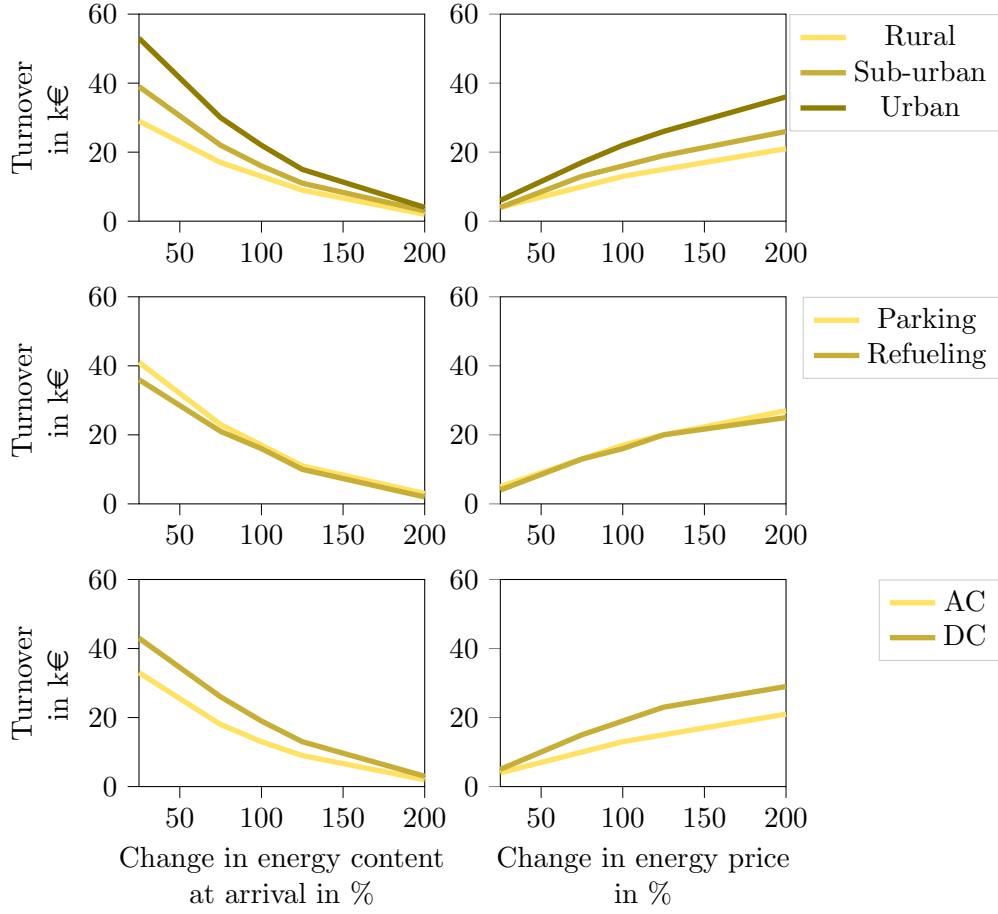 60
40
20
0
50
100
150
200
Turnover
in k€
60
40
20
0
50
100
150
200
Rural
Sub-urban
Urban
60
40
20
0
50
100
150
200
Turnover
in k€
60
40
20
0
50
100
150
200
Parking
Refueling
60
40
20
0
50
100
150
200
Turnover
in k€
Change in energy content
at arrival in %
60
40
20
0
50
100
150
200
Change in energy price
in %
AC
DC